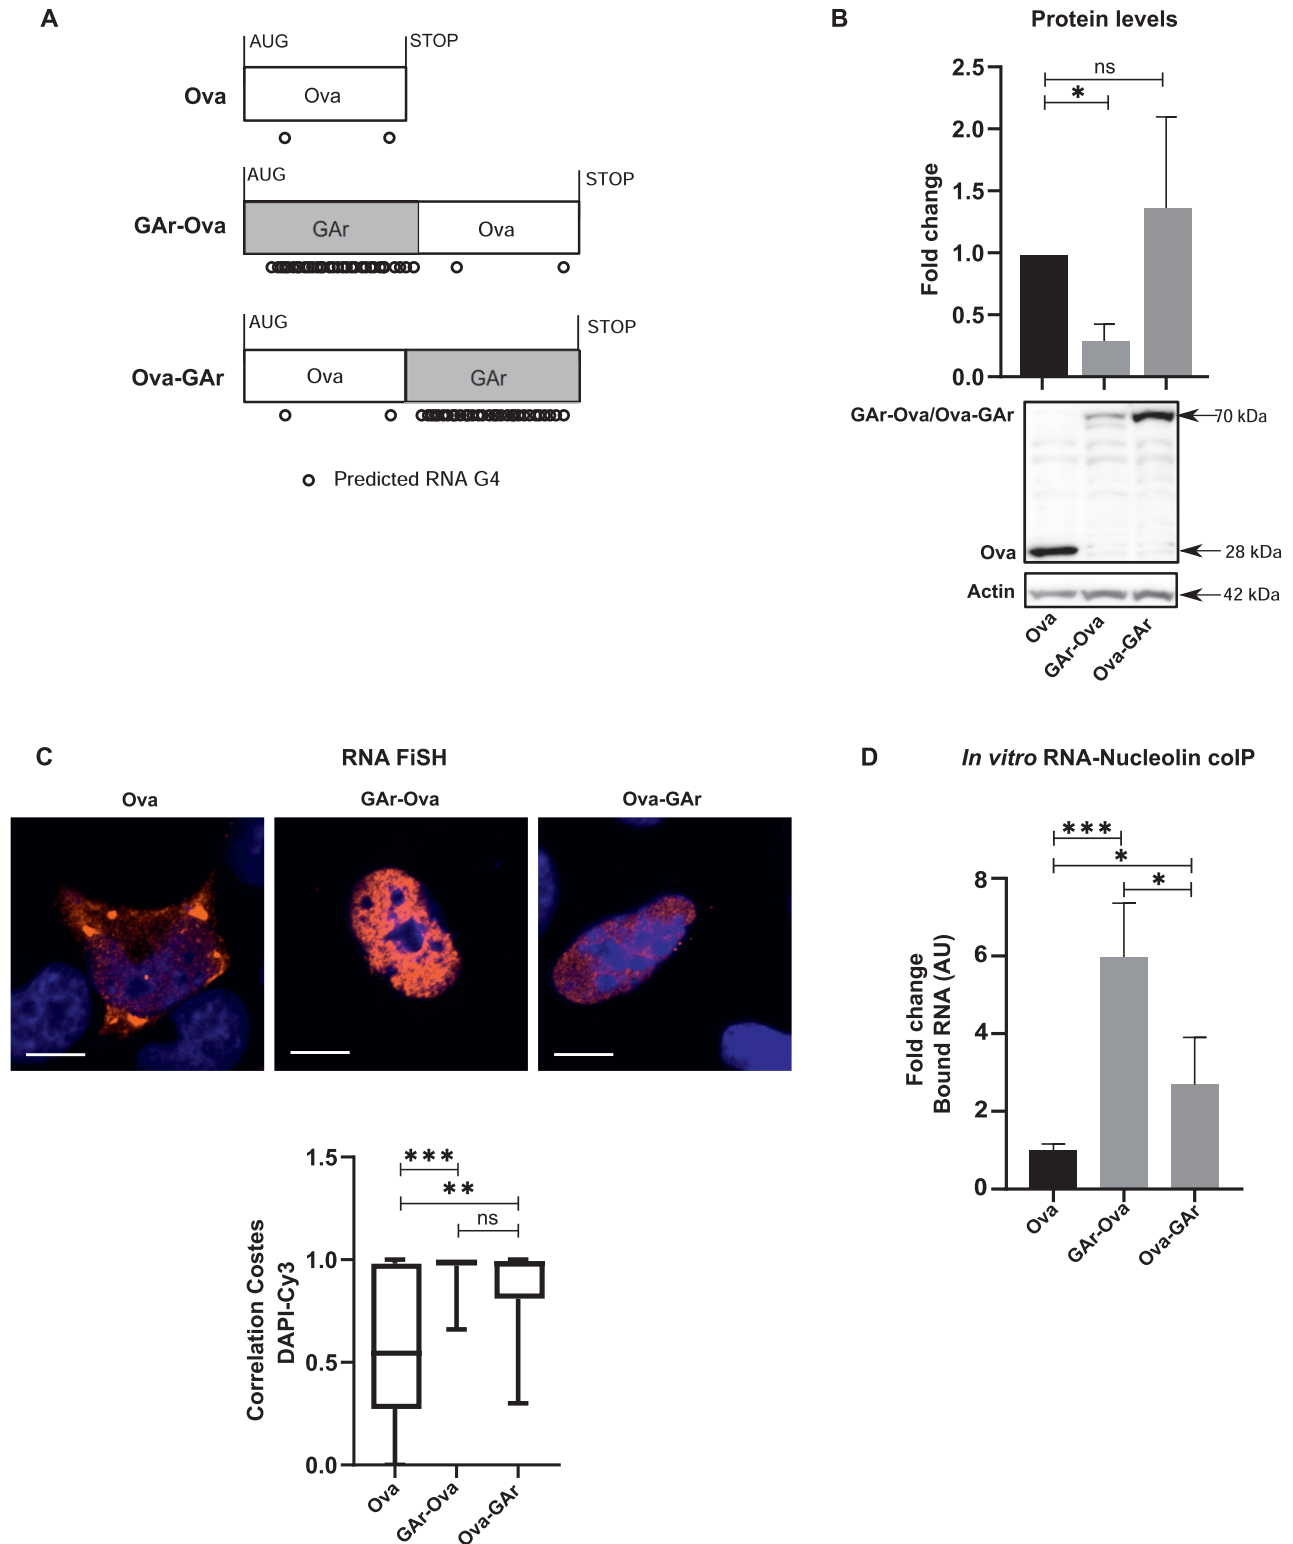 A
AUG
STOP
Ova
Ova
AUG
STOP
GAr-Ova
GAr
Ova
AUG
STOP
Ova-GAr
Ova
GAr
Predicted RNA G4
B
Protein levels
Fold change
2.5
2.0
1.5
1.0
0.5
0.0
ns
*
GAr-Ova/Ova-GAr
70 kDa
Ova
28 kDa
Actin
42 kDa
Ova
GAr-Ova
Ova-GAr
C
RNA FiSH
Ova
GAr-Ova
Ova-GAr
Correlation Costes
DAPI-Cy3
1.5
1.0
0.5
0.0
***
**
ns
Ova
GAr-Ova
Ova-GAr
D
In vitro RNA-Nucleolin coIP
Fold change
Bound RNA (AU)
8
6
4
2
0
***
*
*
Ova
GAr-Ova
Ova-GAr